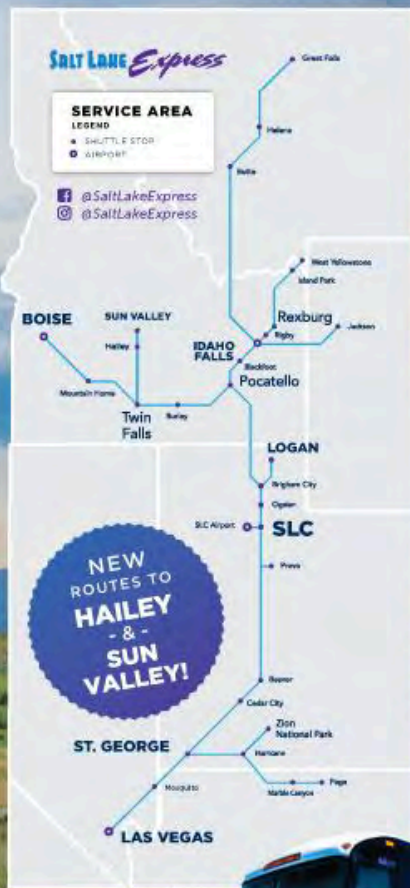 SALT LAKE Express
SERVICE AREA
LEGEND
SHUTTLE STOP
AIRPORT
@SaltLakeExpress
@SaltLakeExpress
Great Falls
Helena
Butte
West Yellowstone
Island Park
Rexburg
Rigby
Jackson
IDAHO
FALLS
Blackfoot
Pocatello
BOISE
SUN VALLEY
Hailey
Mountain Home
Twin
Falls
Burley
LOGAN
Brigham City
Ogden
SLC Airport
SLC
Provo
NEW
ROUTES TO
HAILEY
- & -
SUN
VALLEY!
Beaver
Cedar City
Zion
National Park
ST. GEORGE
Hurricane
Page
Marble Canyon
Mesquite
LAS VEGAS